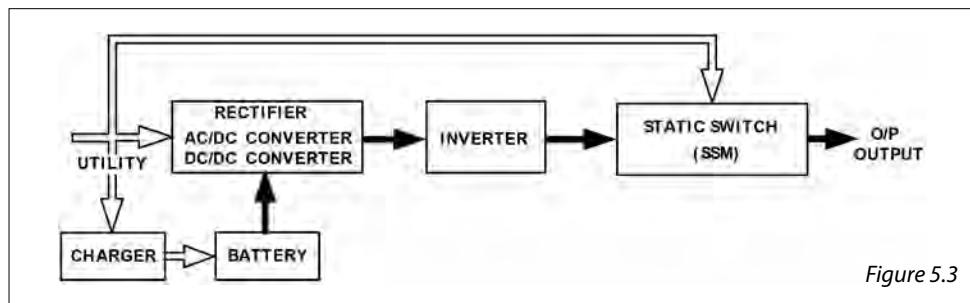 RECTIFIER
AC/DC CONVERTER
DC/DC CONVERTER
INVERTER
STATIC SWITCH
(SSM)
O/P
OUTPUT
UTILITY
CHARGER
BATTERY
Figure 5.3